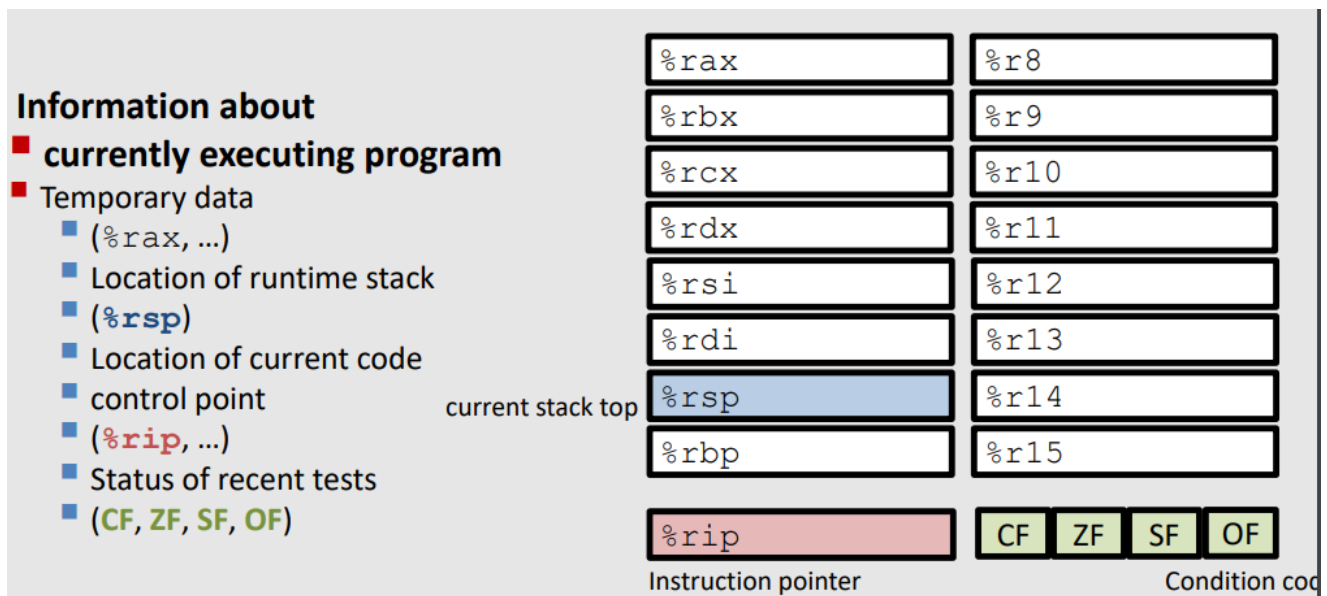 Information about
currently executing program
Temporary data
(%rax, …)
Location of runtime stack
(%rsp)
Location of current code
control point
(%rip, …)
Status of recent tests
(CF, ZF, SF, OF)
current stack top
%rax
%rbx
%rcx
%rdx
%rsi
%rdi
%rsp
%rbp
%rip
Instruction pointer
%r8
%r9
%r10
%r11
%r12
%r13
%r14
%r15
CF ZF SF OF
Condition